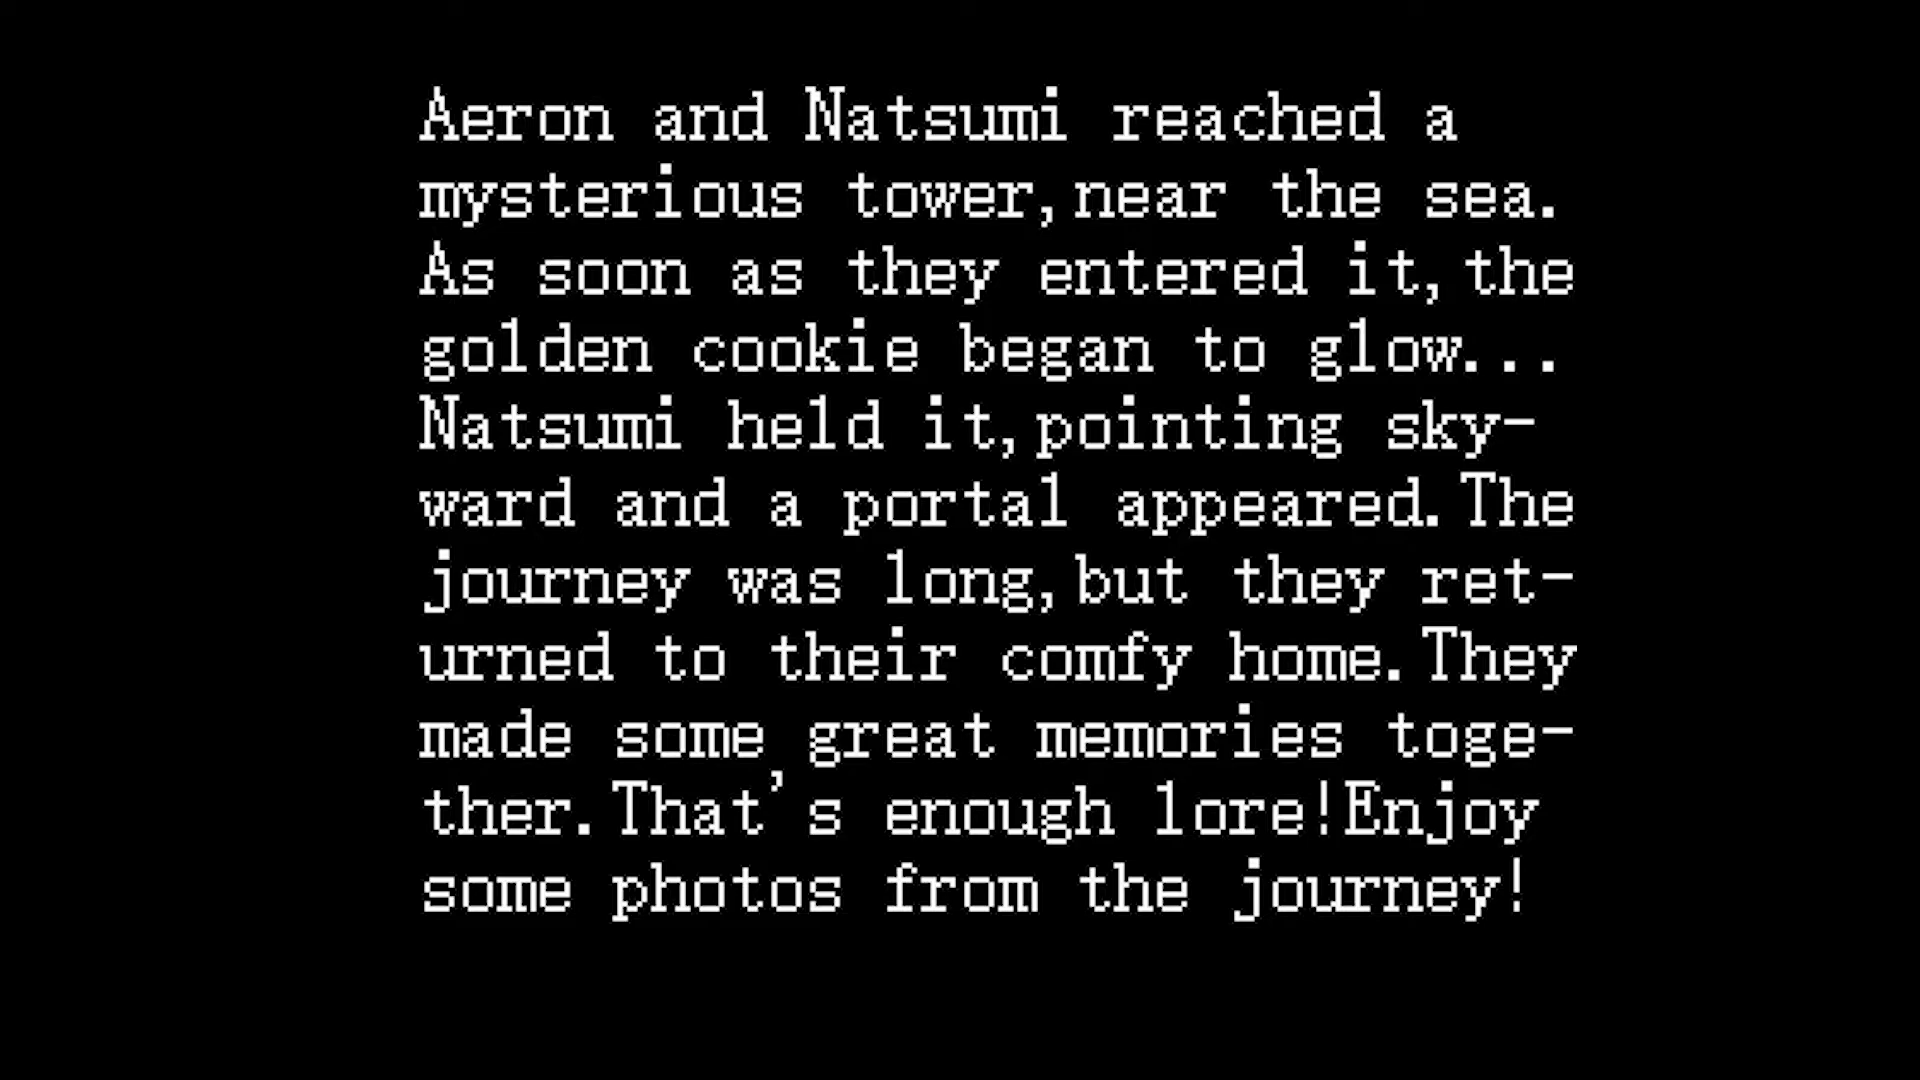 Aeron and Natsumi reached a
mysterious tower,near the sea.
As soon as they entered it,the
golden cookie began to glow...
Natsumi held it,pointing sky-
ward and a portal appeared.The
journey was long,but they ret-
urned to their comfy home.They
made some great memories toge-
ther.That's enough lore!Enjoy
some photos from the journey!